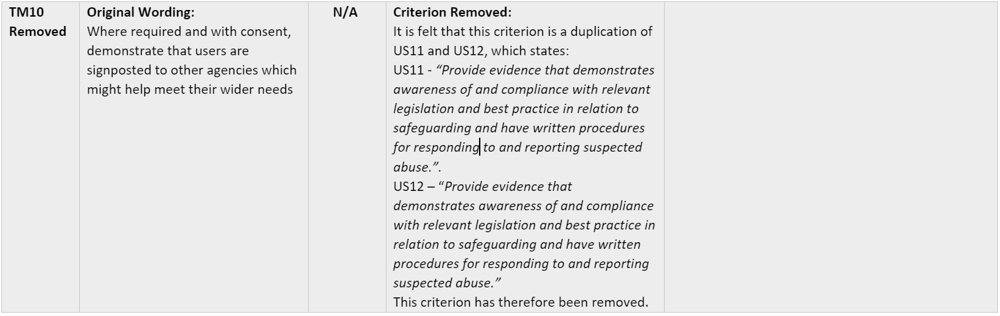 TM10
Removed
Original Wording:
Where required and with consent,
demonstrate that users are
signposted to other agencies which
might help meet their wider needs
N/A
Criterion Removed:
It is felt that this criterion is a duplication of
US11 and US12, which states:
US11 - “Provide evidence that demonstrates
awareness of and compliance with relevant
legislation and best practice in relation to
safeguarding and have written procedures
for responding to and reporting suspected
abuse.”.
US12 – “Provide evidence that
demonstrates awareness of and compliance
with relevant legislation and best practice in
relation to safeguarding and have written
procedures for responding to and reporting
suspected abuse.”
This criterion has therefore been removed.